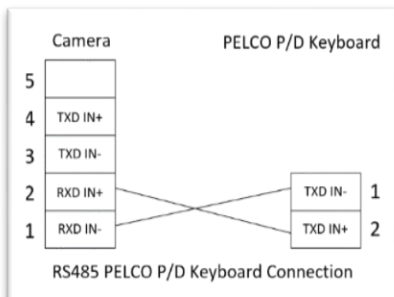 Camera
PELCO P/D Keyboard
5
4 TXD IN+
3 TXD IN-
2 RXD IN+
1 RXD IN-
TXD IN- 1
TXD IN+ 2
RS485 PELCO P/D Keyboard Connection